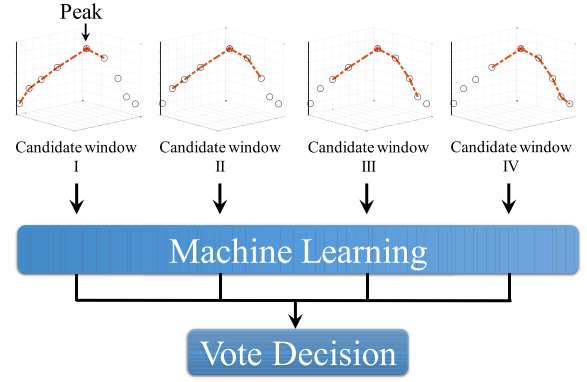 Peak
Candidate window
I
Candidate window
II
Candidate window
III
Candidate window
IV
Machine Learning
Vote Decision